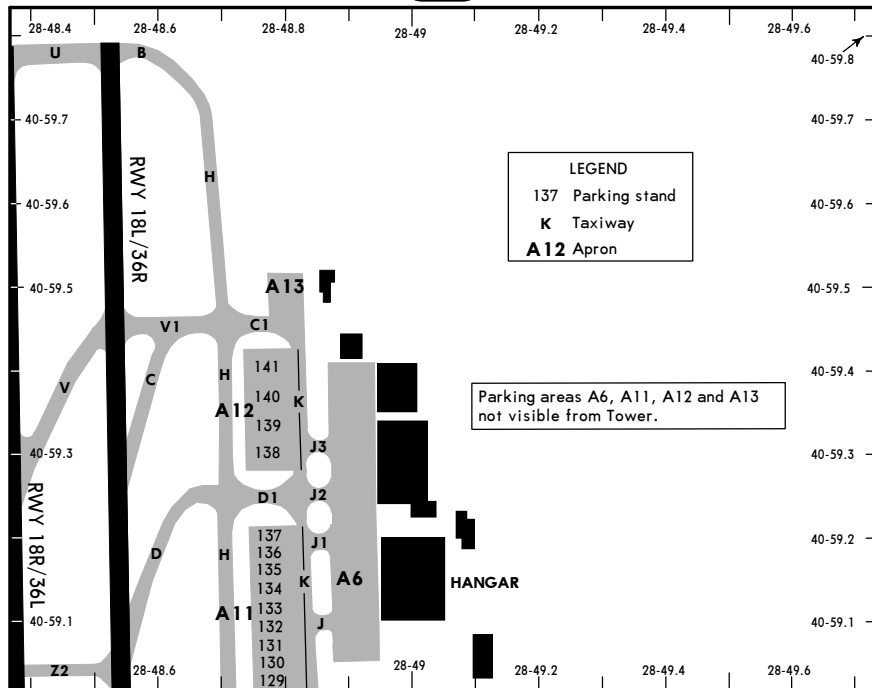 28-48.4 28-48.6 28-48.8 28-49 28-49.2 28-49.4 28-49.6
U B
40-59.8
40-59.7 40-59.7
RWY 18L/36R
H
LEGEND
137 Parking stand
K Taxiway
A12 Apron
40-59.6 40-59.6
40-59.5 A13 40-59.5
V1 C1
141
V C H 40-59.4
140 K
A12
Parking areas A6, A11, A12 and A13
not visible from Tower.
139
40-59.3 138 J3 40-59.3
RWY 18R/36L
D1 J2
137 J1
D H 136 40-59.2
135 K A6 HANGAR
134
A11 133
40-59.1 132 J 40-59.1
131
Z2 28-48.6 130 28-49 28-49.2 28-49.4 28-49.6
129